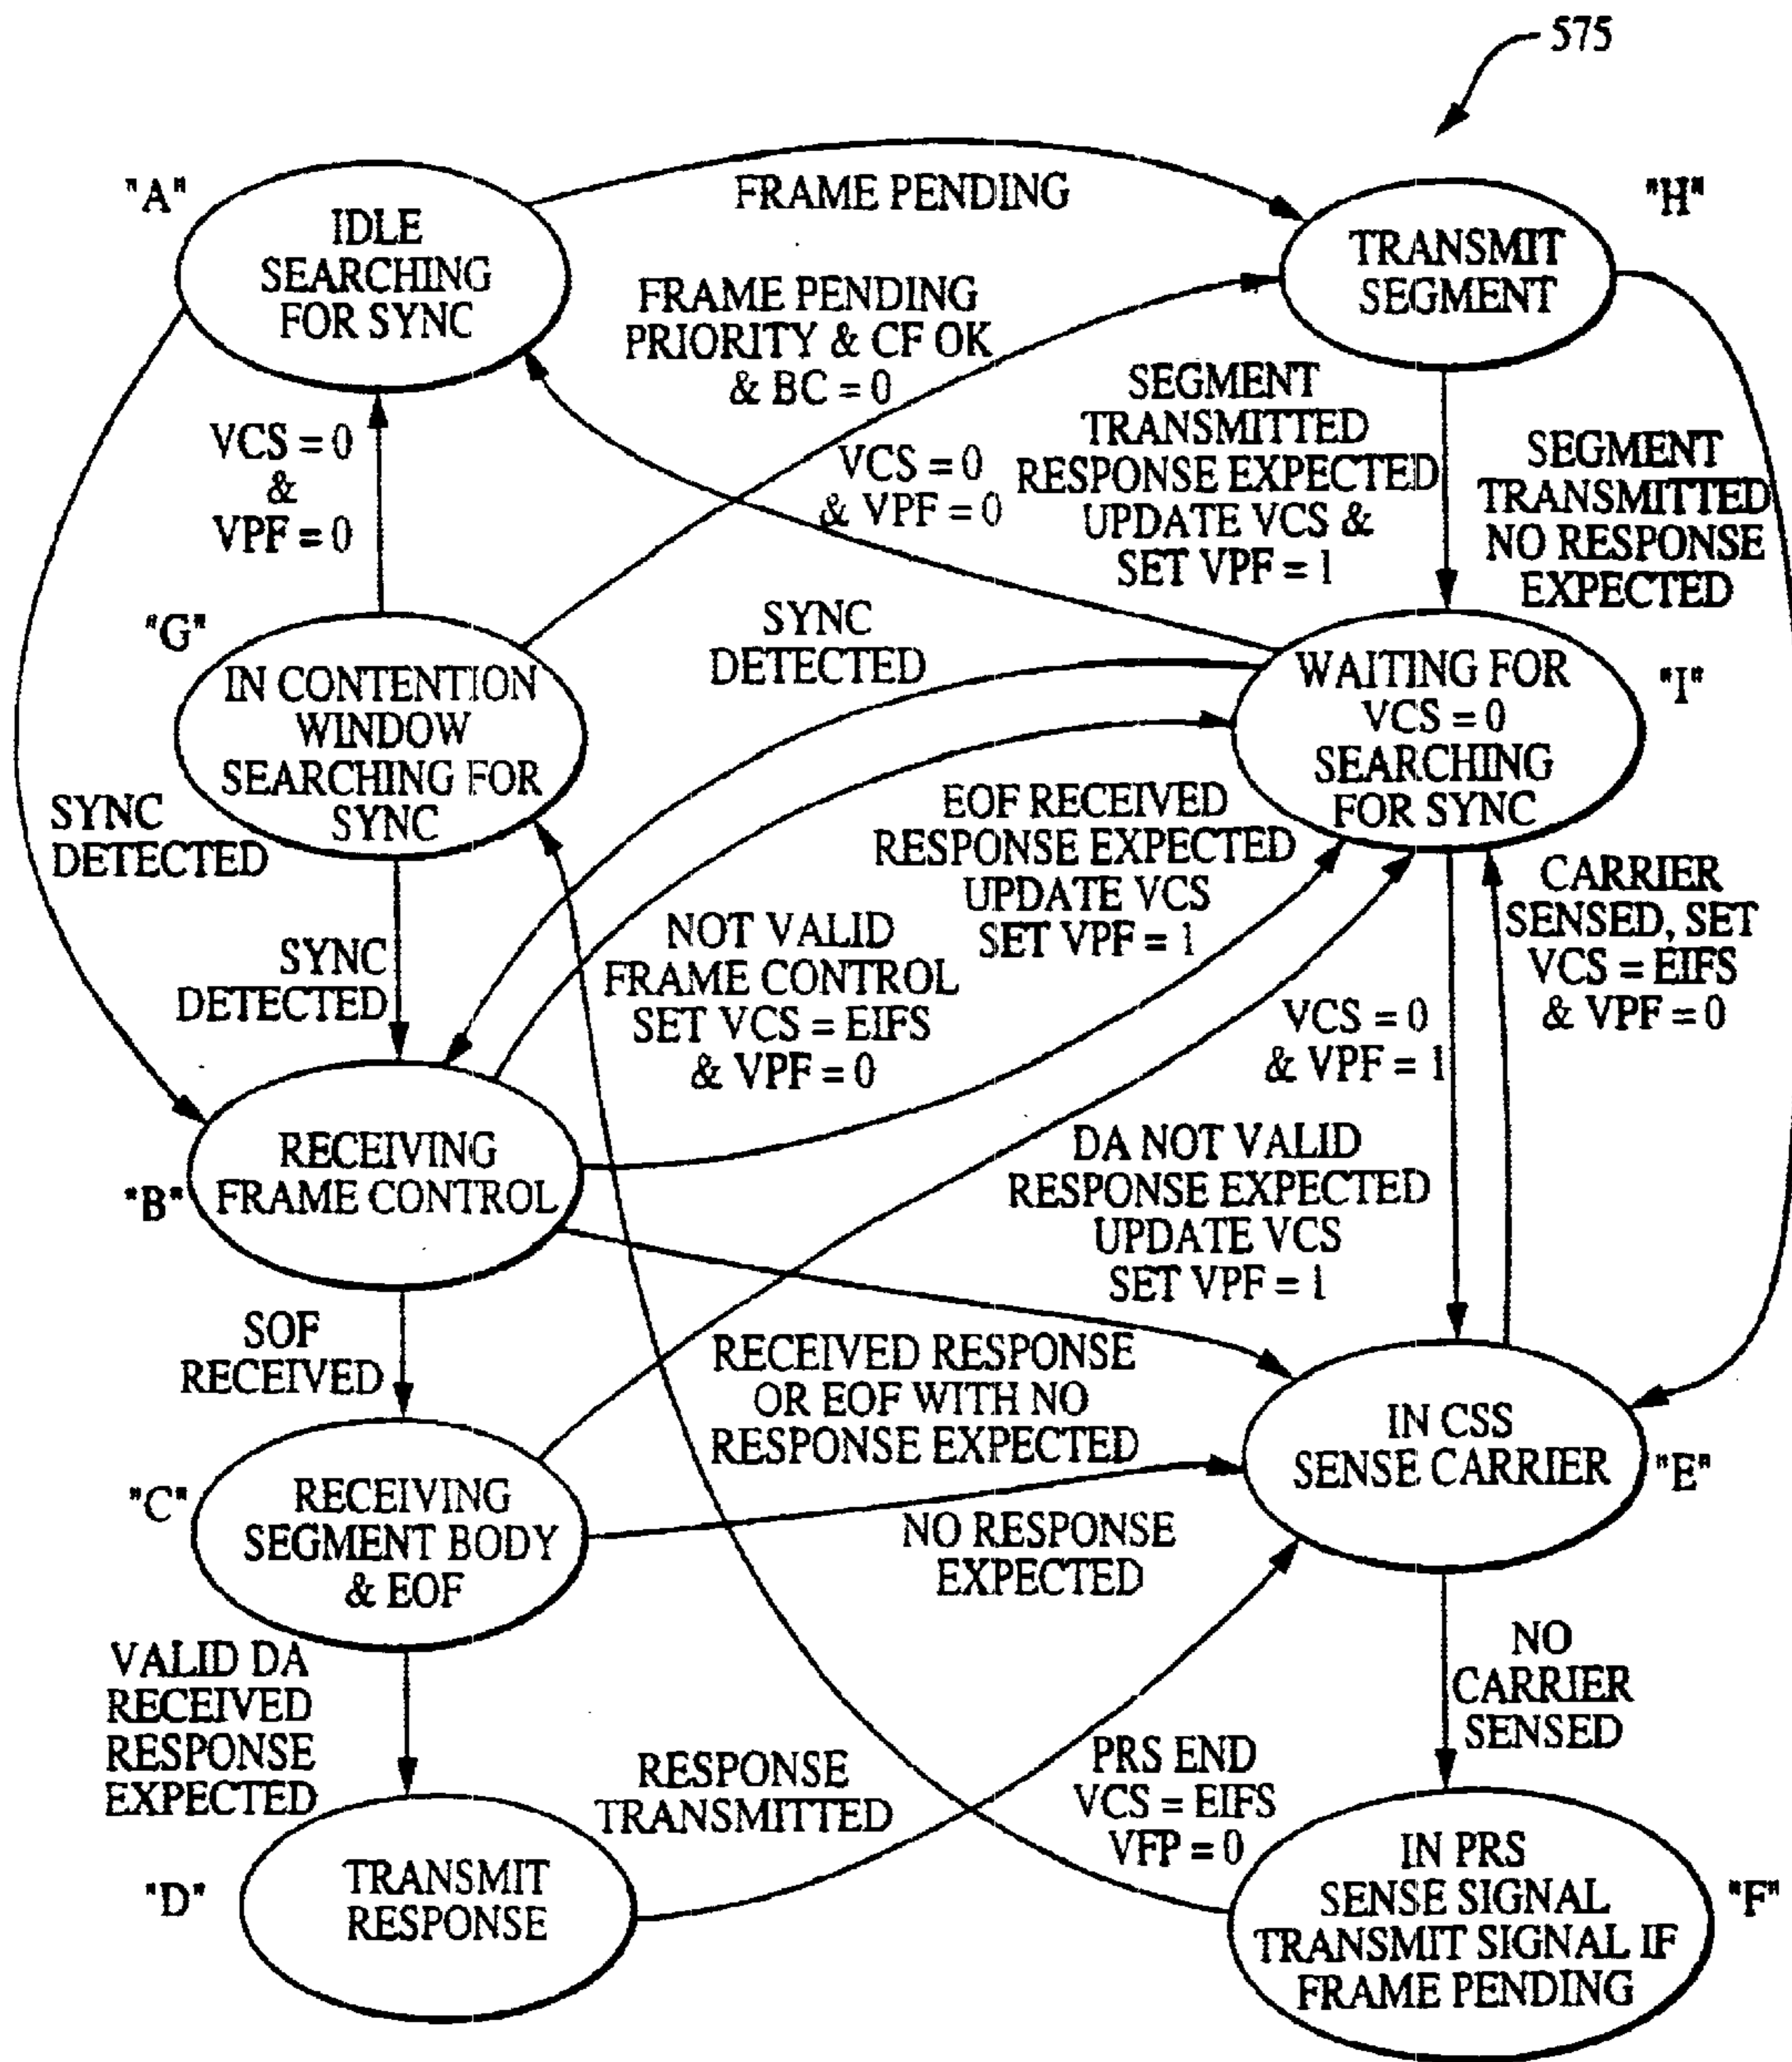 575
"A"
IDLE
SEARCHING
FOR SYNC
FRAME PENDING
"H"
TRANSMIT
SEGMENT
FRAME PENDING
PRIORITY & CF OK
& BC = 0
VCS = 0
&
VPF = 0
VCS = 0
& VPF = 0
SEGMENT
TRANSMITTED
RESPONSE EXPECTED
UPDATE VCS &
SET VPF = 1
SEGMENT
TRANSMITTED
NO RESPONSE
EXPECTED
"G"
IN CONTENTION
WINDOW
SEARCHING FOR
SYNC
SYNC
DETECTED
WAITING FOR
VCS = 0
SEARCHING
FOR SYNC
"I"
SYNC
DETECTED
SYNC
DETECTED
EOF RECEIVED
RESPONSE EXPECTED
UPDATE VCS
SET VPF = 1
CARRIER
SENSED, SET
VCS = EIFS
& VPF = 0
NOT VALID
FRAME CONTROL
SET VCS = EIFS
& VPF = 0
VCS = 0
& VPF = 1
RECEIVING
FRAME CONTROL
"B"
DA NOT VALID
RESPONSE EXPECTED
UPDATE VCS
SET VPF = 1
SOF
RECEIVED
RECEIVED RESPONSE
OR EOF WITH NO
RESPONSE EXPECTED
IN CSS
SENSE CARRIER
"E"
"C"
RECEIVING
SEGMENT BODY
& EOF
NO RESPONSE
EXPECTED
NO
CARRIER
SENSED
VALID DA
RECEIVED
RESPONSE
EXPECTED
RESPONSE
TRANSMITTED
PRS END
VCS = EIFS
VFP = 0
"D"
TRANSMIT
RESPONSE
IN PRS
SENSE SIGNAL
TRANSMIT SIGNAL IF
FRAME PENDING
"F"